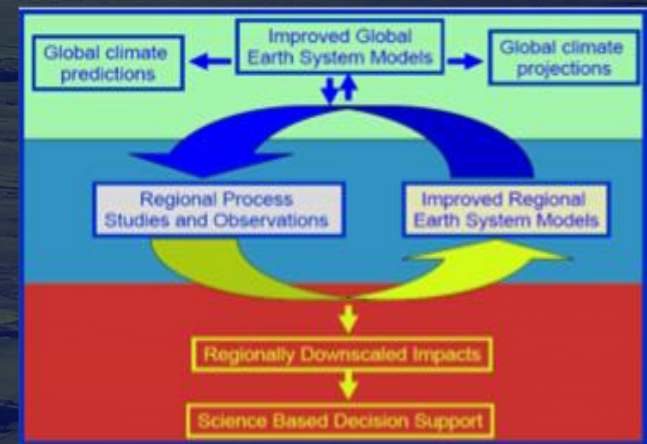 Improved Global
Earth System Models
Global climate
predictions
Global climate
projections
Regional Process
Studies and Observations
Improved Regional
Earth System Models
Regionally Downscaled Impacts
Science Based Decision Support